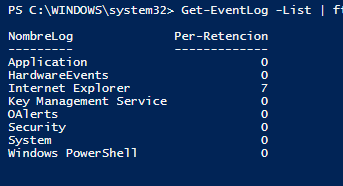 PS C:\WINDOWS\system32> Get-EventLog -List | f
NombreLog Per-Retencion
--------- -------------
Application 0
HardwareEvents 0
Internet Explorer 7
Key Management Service 0
OAlerts 0
Security 0
System 0
Windows PowerShell 0